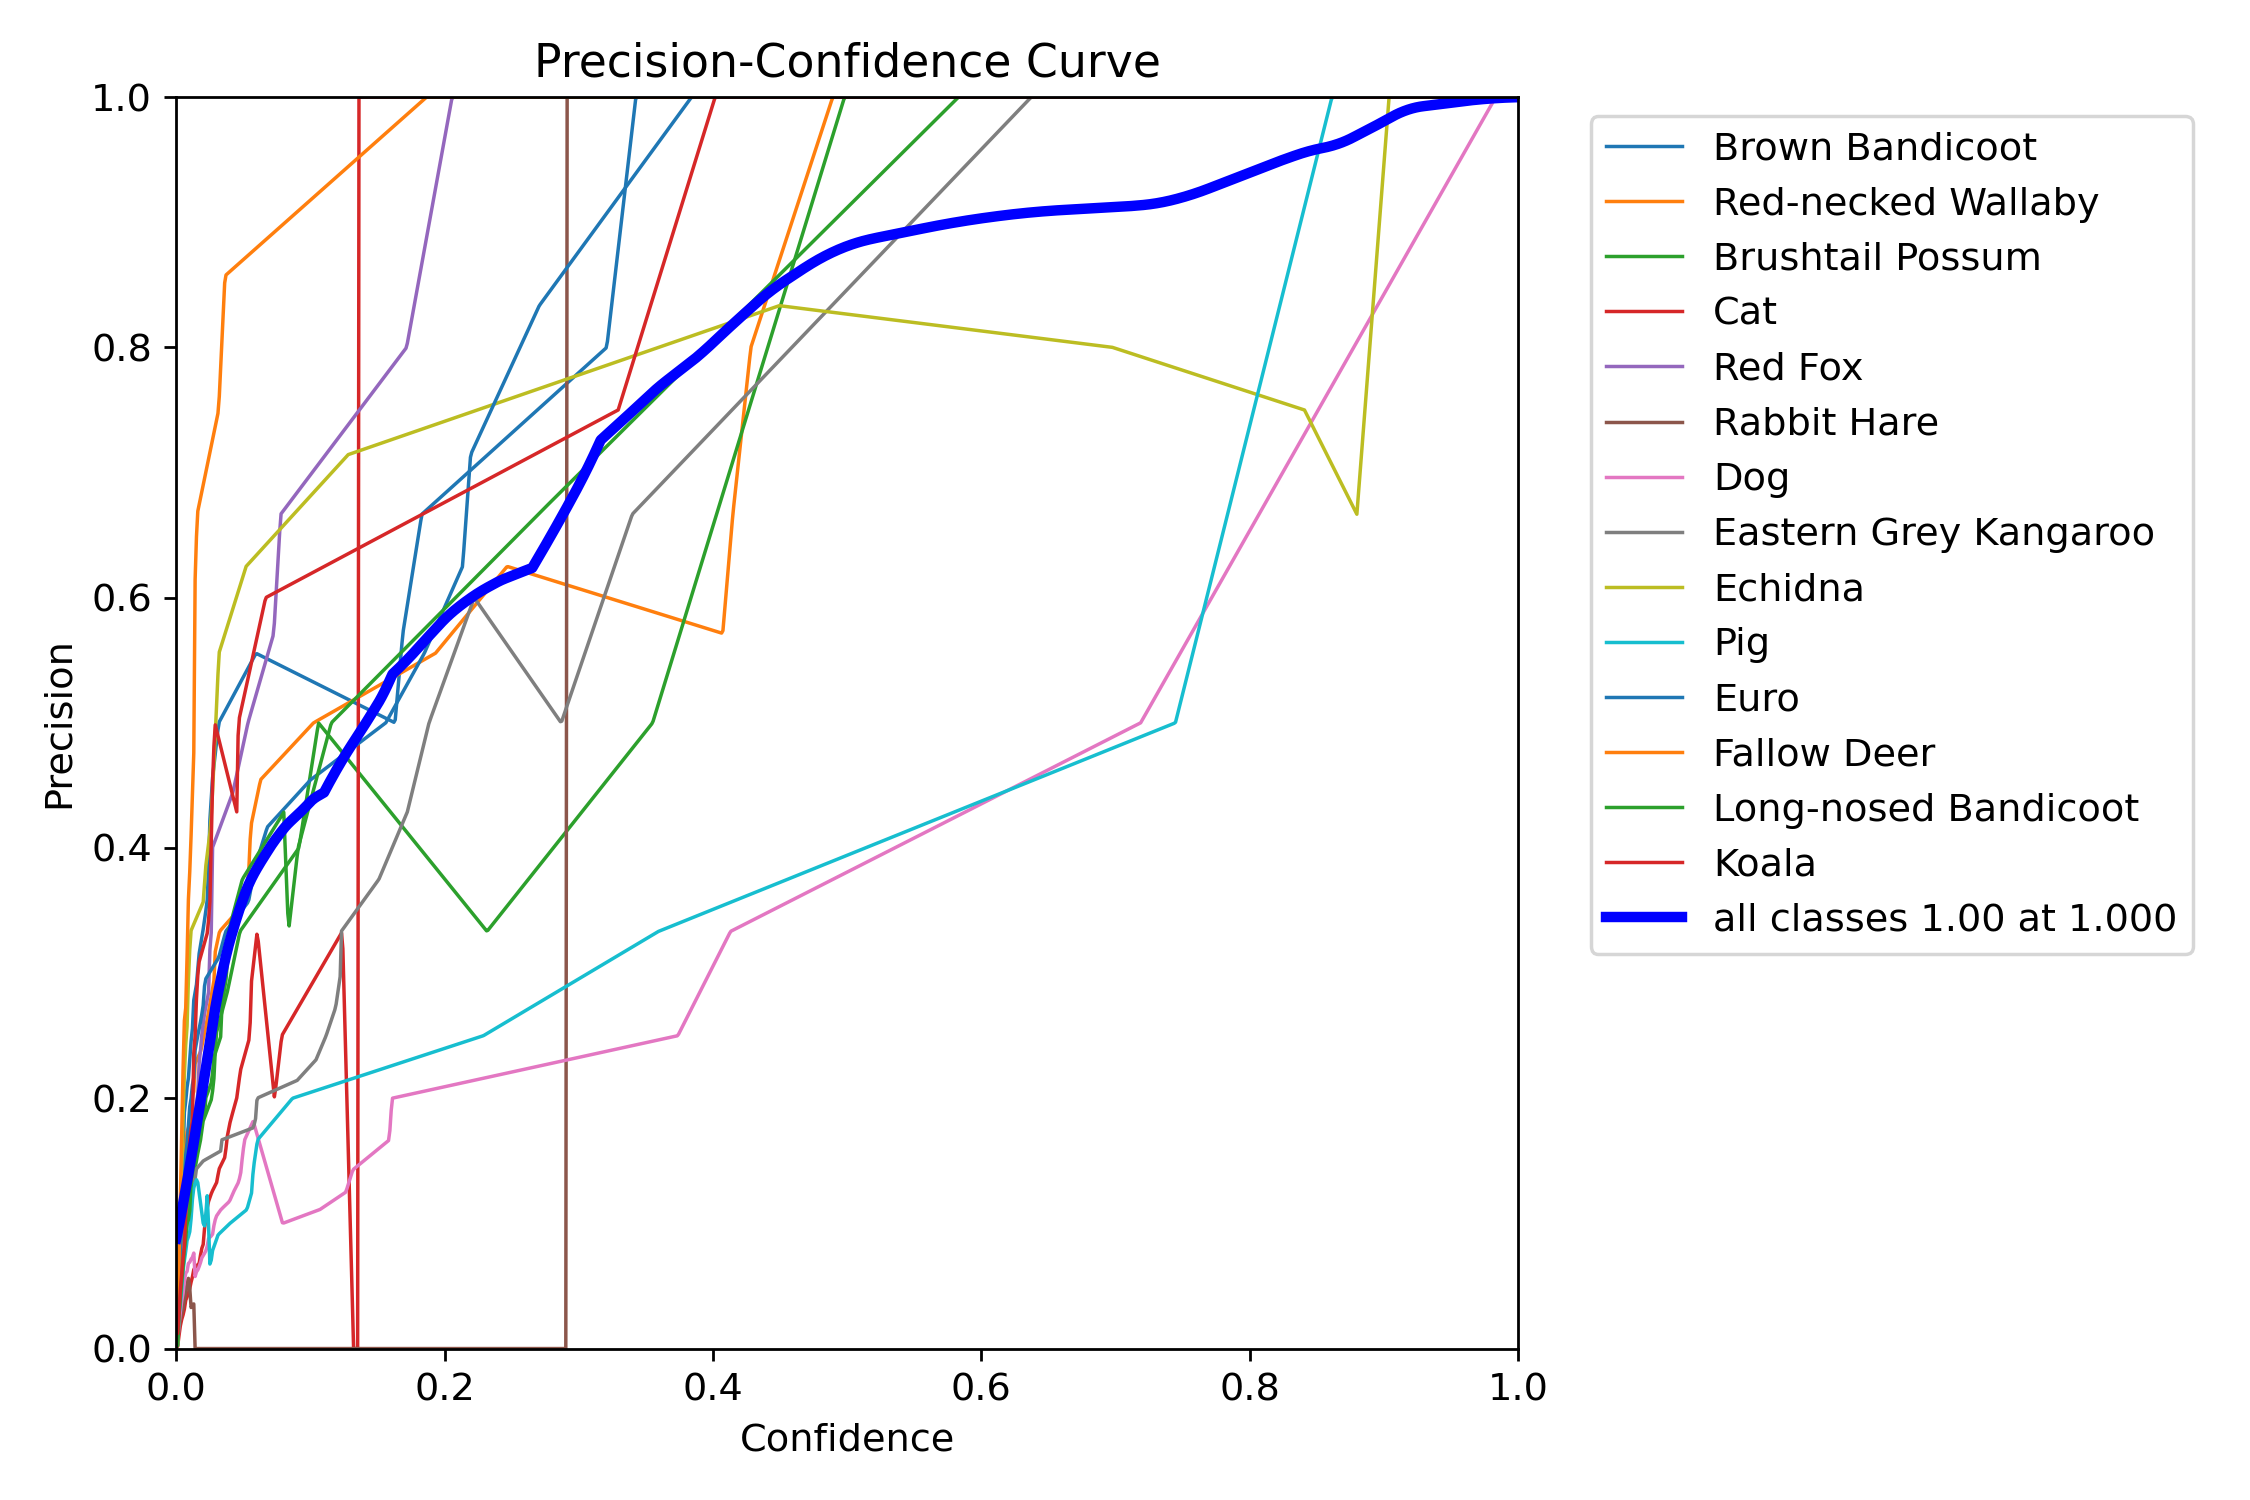 Precision-Confidence Curve
1.0
0.8
0.6
0.4
0.2
0.0
Precision
0.0 0.2 0.4 0.6 0.8 1.0
Confidence
Brown Bandicoot
Red-necked Wallaby
Brushtail Possum
Cat
Red Fox
Rabbit Hare
Dog
Eastern Grey Kangaroo
Echidna
Pig
Euro
Fallow Deer
Long-nosed Bandicoot
Koala
all classes 1.00 at 1.000